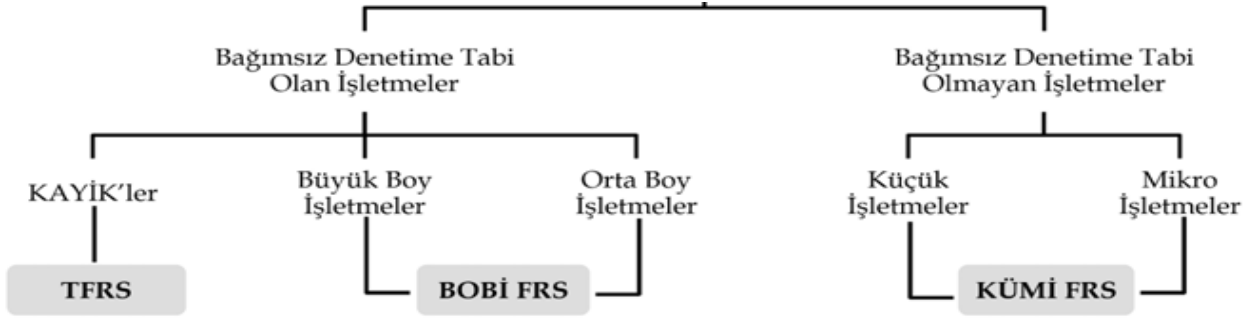 Bağımsız Denetime Tabi
Olan İşletmeler
Bağımsız Denetime Tabi
Olmayan İşletmeler
KAYİK'ler
Büyük Boy
İşletmeler
Orta Boy
İşletmeler
Küçük
İşletmeler
Mikro
İşletmeler
TFRS
BOBİ FRS
KÜMİ FRS